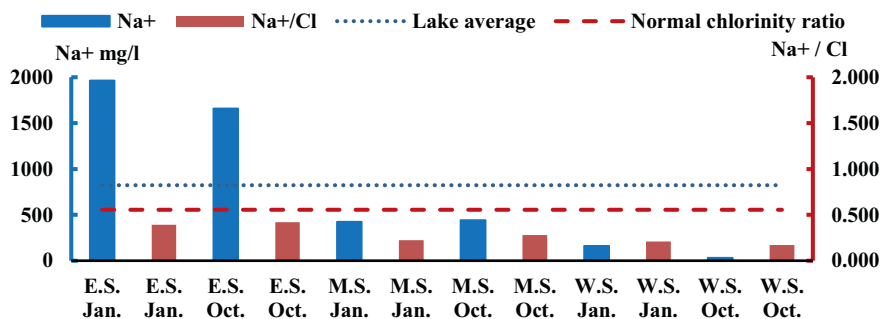 Na+ Na+/Cl Lake average Normal chlorinity ratio
Na+ mg/l Na+ / Cl
2000 2.000
1500 1.500
1000 1.000
500 0.500
0 0.000
E.S. E.S. E.S. E.S. M.S. M.S. M.S. M.S. W.S. W.S. W.S. W.S.
Jan. Jan. Oct. Oct. Jan. Jan. Oct. Oct. Jan. Jan. Oct. Oct.